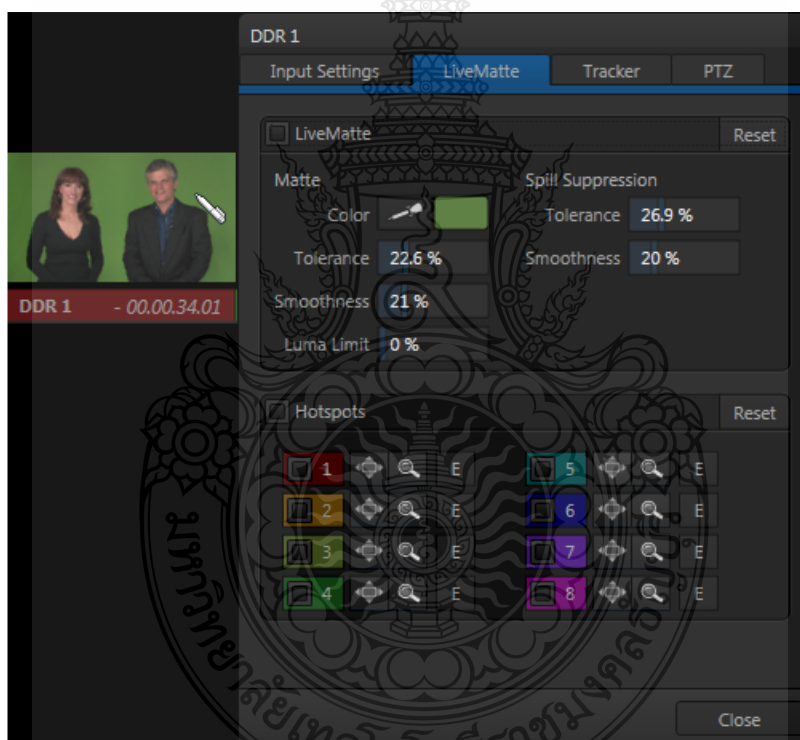 DDR 1
Input Settings LiveMatte Tracker PTZ
LiveMatte Reset
Matte Spill Suppression
Color Tolerance 26.9 %
Tolerance 22.6 % Smoothness 20 %
Smoothness 21 %
Luma Limit 0 %
DDR 1 - 00.00.34.01
Hotspots Reset
1 E 5 E
2 E 6 E
3 E 7 E
4 E 8 E
Close